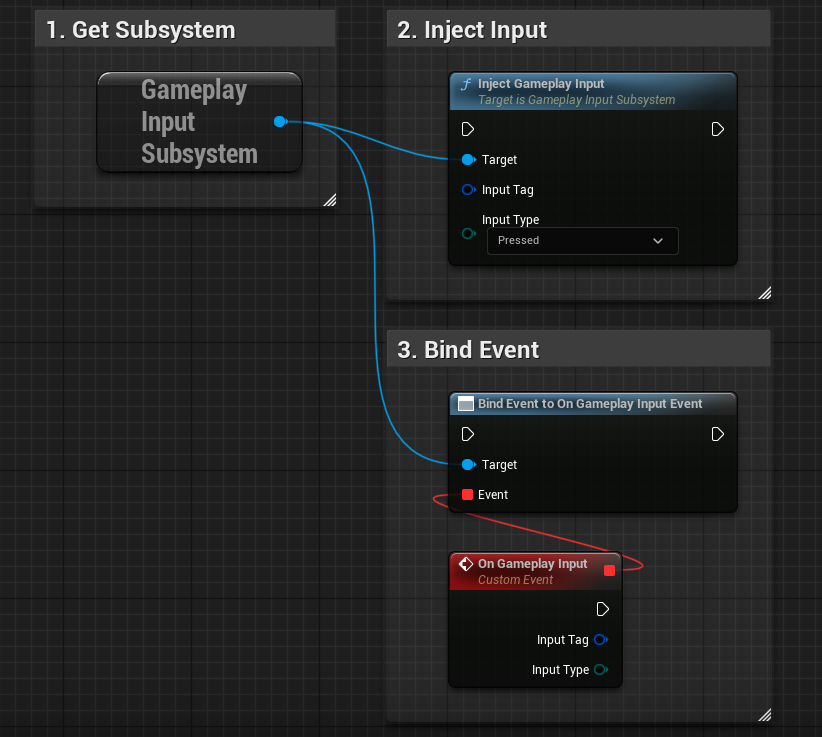 1. Get Subsystem
Gameplay
Input
Subsystem
2. Inject Input
f Inject Gameplay Input
Target is Gameplay Input Subsystem
Target
Input Tag
Input Type
Pressed
3. Bind Event
Bind Event to On Gameplay Input Event
Target
Event
On Gameplay Input
Custom Event
Input Tag
Input Type